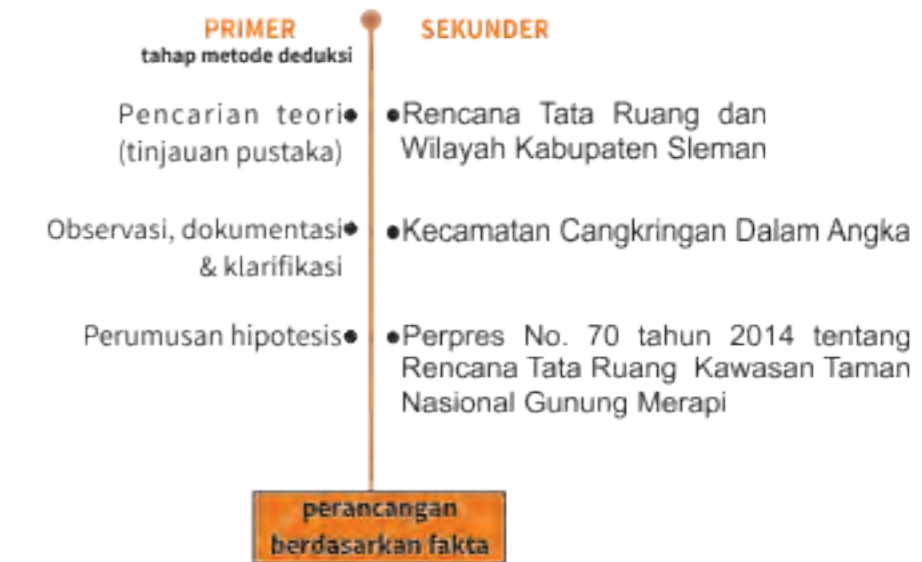 PRIMER
tahap metode deduksi
Pencarian teori
(tinjauan pustaka)
Observasi, dokumentasi
& klarifikasi
Perumusan hipotesis
SEKUNDER
•Rencana Tata Ruang dan
Wilayah Kabupaten Sleman
•Kecamatan Cangkringan Dalam Angka
•Perpres No. 70 tahun 2014 tentang
Rencana Tata Ruang Kawasan Taman
Nasional Gunung Merapi
perancangan
berdasarkan fakta